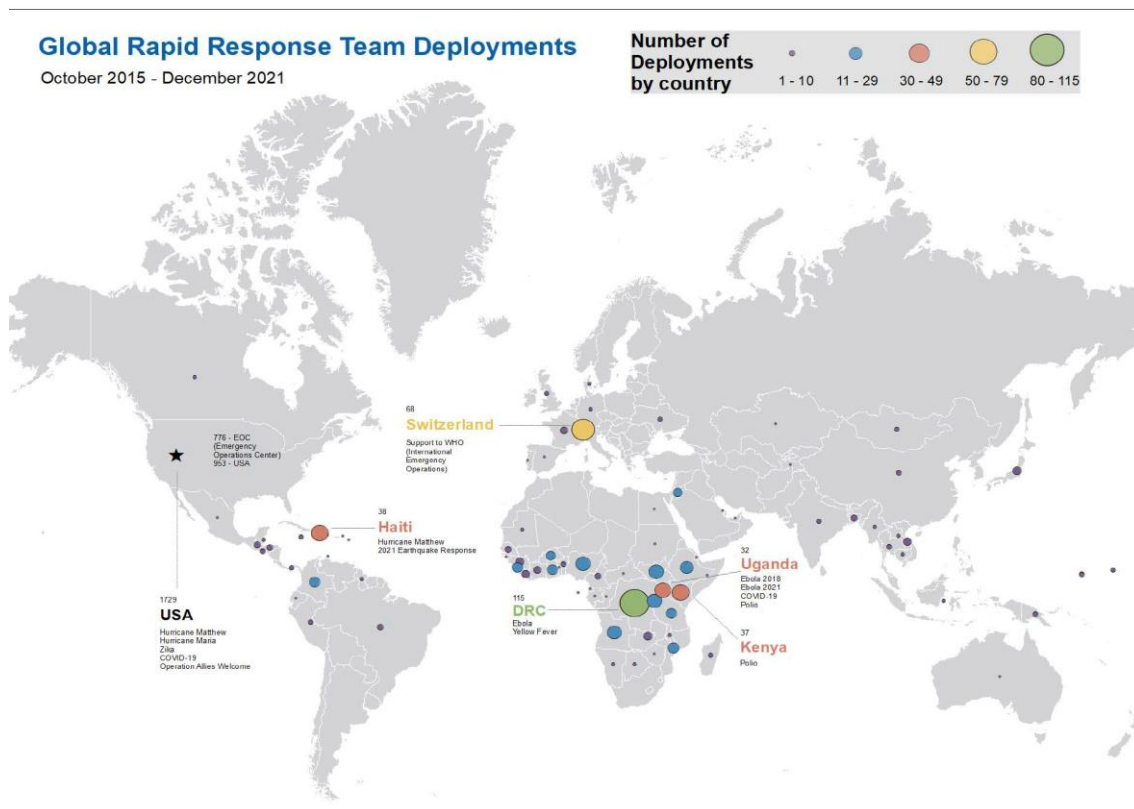 Global Rapid Response Team Deployments
October 2015 - December 2021
Number of
Deployments
by country
1 - 10
11 - 29
30 - 49
50 - 79
80 - 115
776 - EOC
(Emergency
Operations Center)
953 - USA
68
Switzerland
Support to WHO
(International
Emergency
Operations)
38
Haiti
Hurricane Matthew
2021 Earthquake Response
1729
USA
Hurricane Matthew
Hurricane Maria
Zika
COVID-19
Operation Allies Welcome
115
DRC
Ebola
Yellow Fever
32
Uganda
Ebola 2018
Ebola 2021
COVID-19
Polio
37
Kenya
Polio